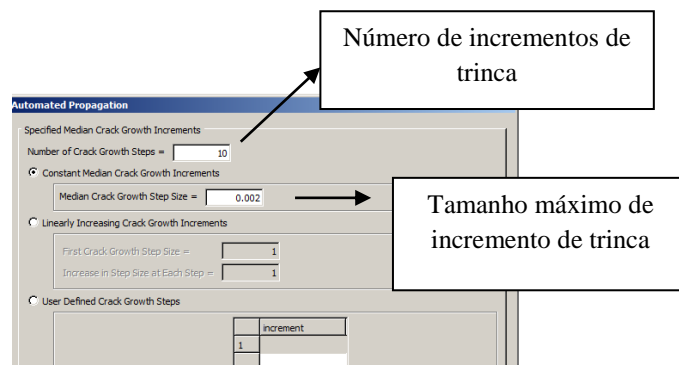 Número de incrementos de
trinca
Automated Propagation
Specified Median Crack Growth Increments
Number of Crack Growth Steps = 10
Constant Median Crack Growth Increments
Median Crack Growth Step Size = 0.002
Tamanho máximo de
incremento de trinca
Linearly Increasing Crack Growth Increments
First Crack Growth Step Size = 1
Increase in Step Size at Each Step = 1
User Defined Crack Growth Steps
increment
1